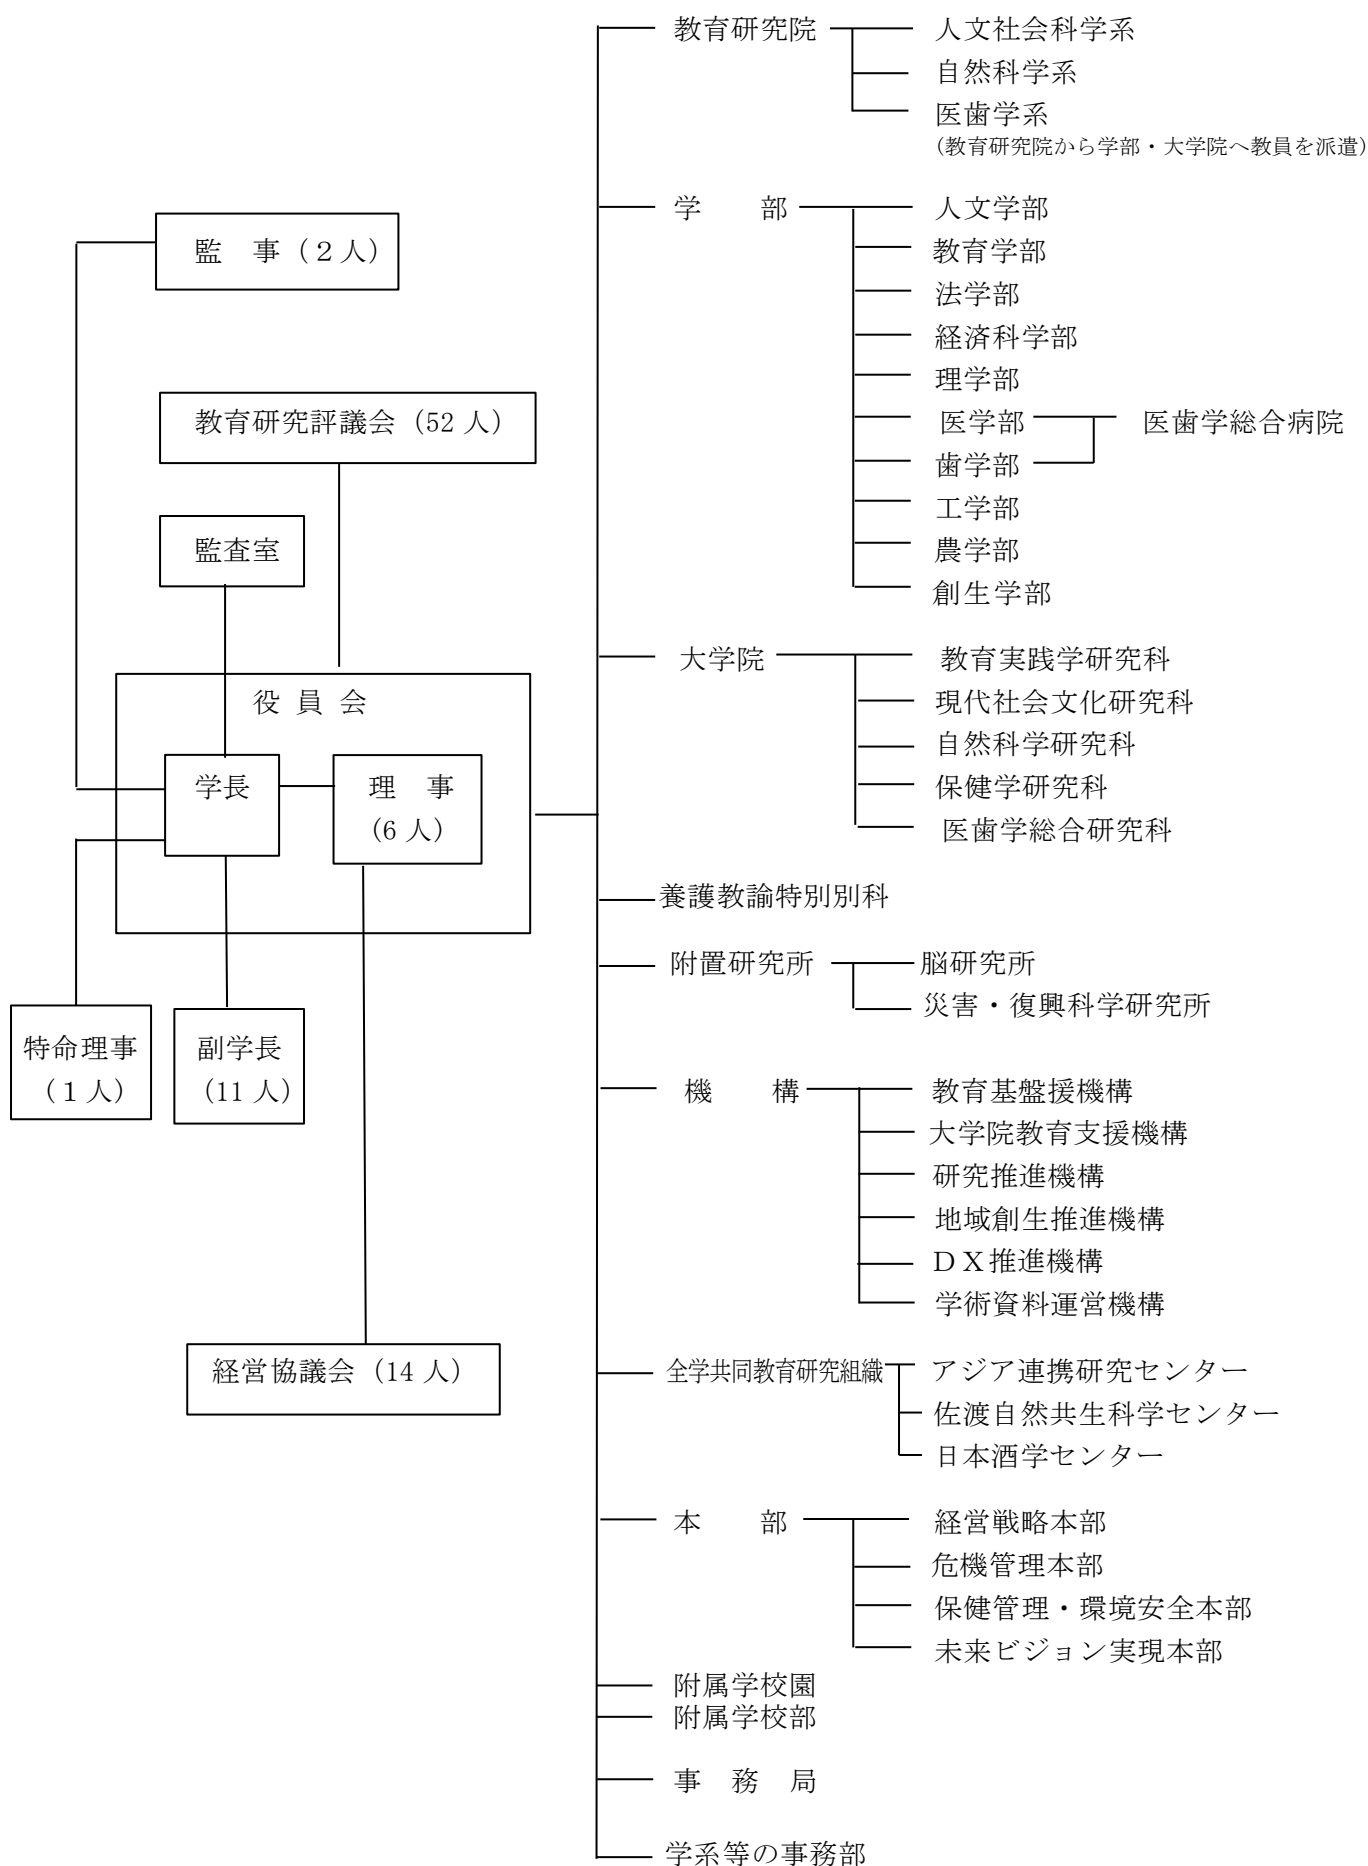 監　事（２人）
教育研究評議会（52 人）
監査室
役 員 会
学長
理　事
(6 人)
特命理事
（１人）
副学長
(11 人)
経営協議会（14 人）
教育研究院
人文社会科学系
自然科学系
医歯学系
(教育研究院から学部・大学院へ教員を派遣)
学　　部
人文学部
教育学部
法学部
経済科学部
理学部
医学部
医歯学総合病院
歯学部
工学部
農学部
創生学部
大学院
教育実践学研究科
現代社会文化研究科
自然科学研究科
保健学研究科
医歯学総合研究科
養護教諭特別別科
附置研究所
脳研究所
災害・復興科学研究所
機　　構
教育基盤援機構
大学院教育支援機構
研究推進機構
地域創生推進機構
ＤＸ推進機構
学術資料運営機構
全学共同教育研究組織
アジア連携研究センター
佐渡自然共生科学センター
日本酒学センター
本　　部
経営戦略本部
危機管理本部
保健管理・環境安全本部
未来ビジョン実現本部
附属学校園
附属学校部
事　務　局
学系等の事務部